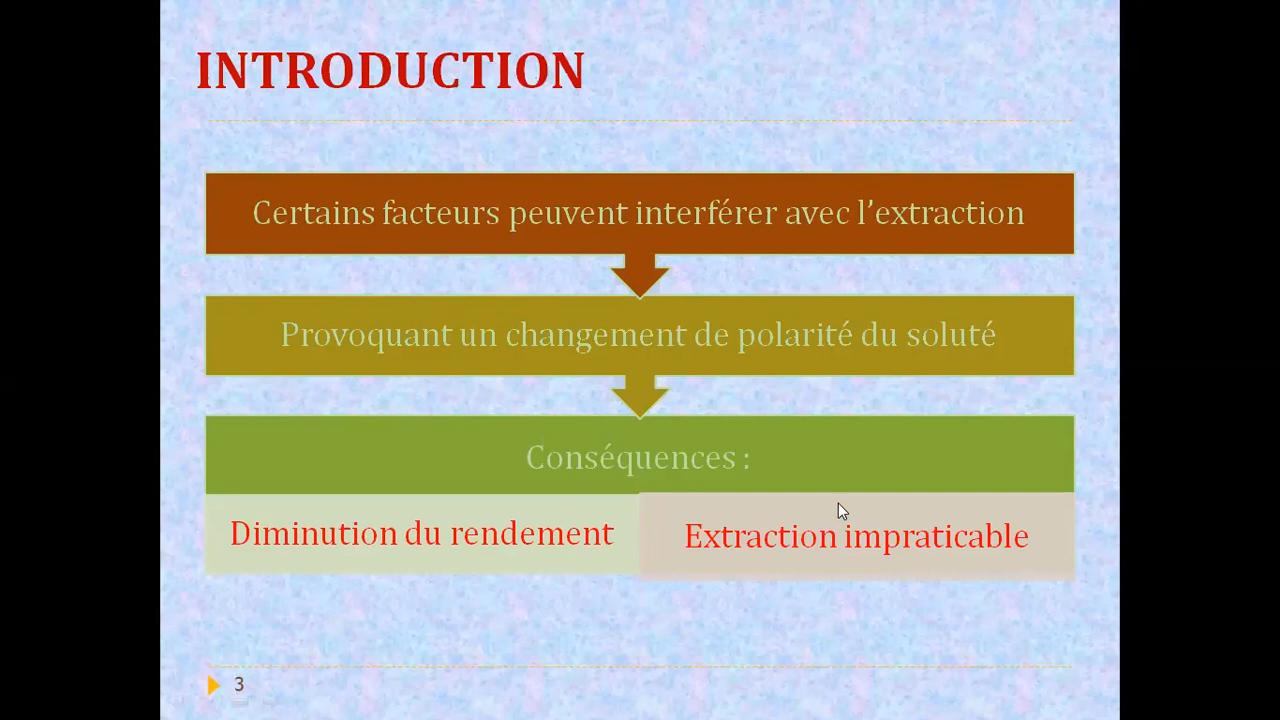 INTRODUCTION
Certains facteurs peuvent interférer avec l’extraction
Provoquant un changement de polarité du soluté
Conséquences :
Diminution du rendement
Extraction impraticable
3